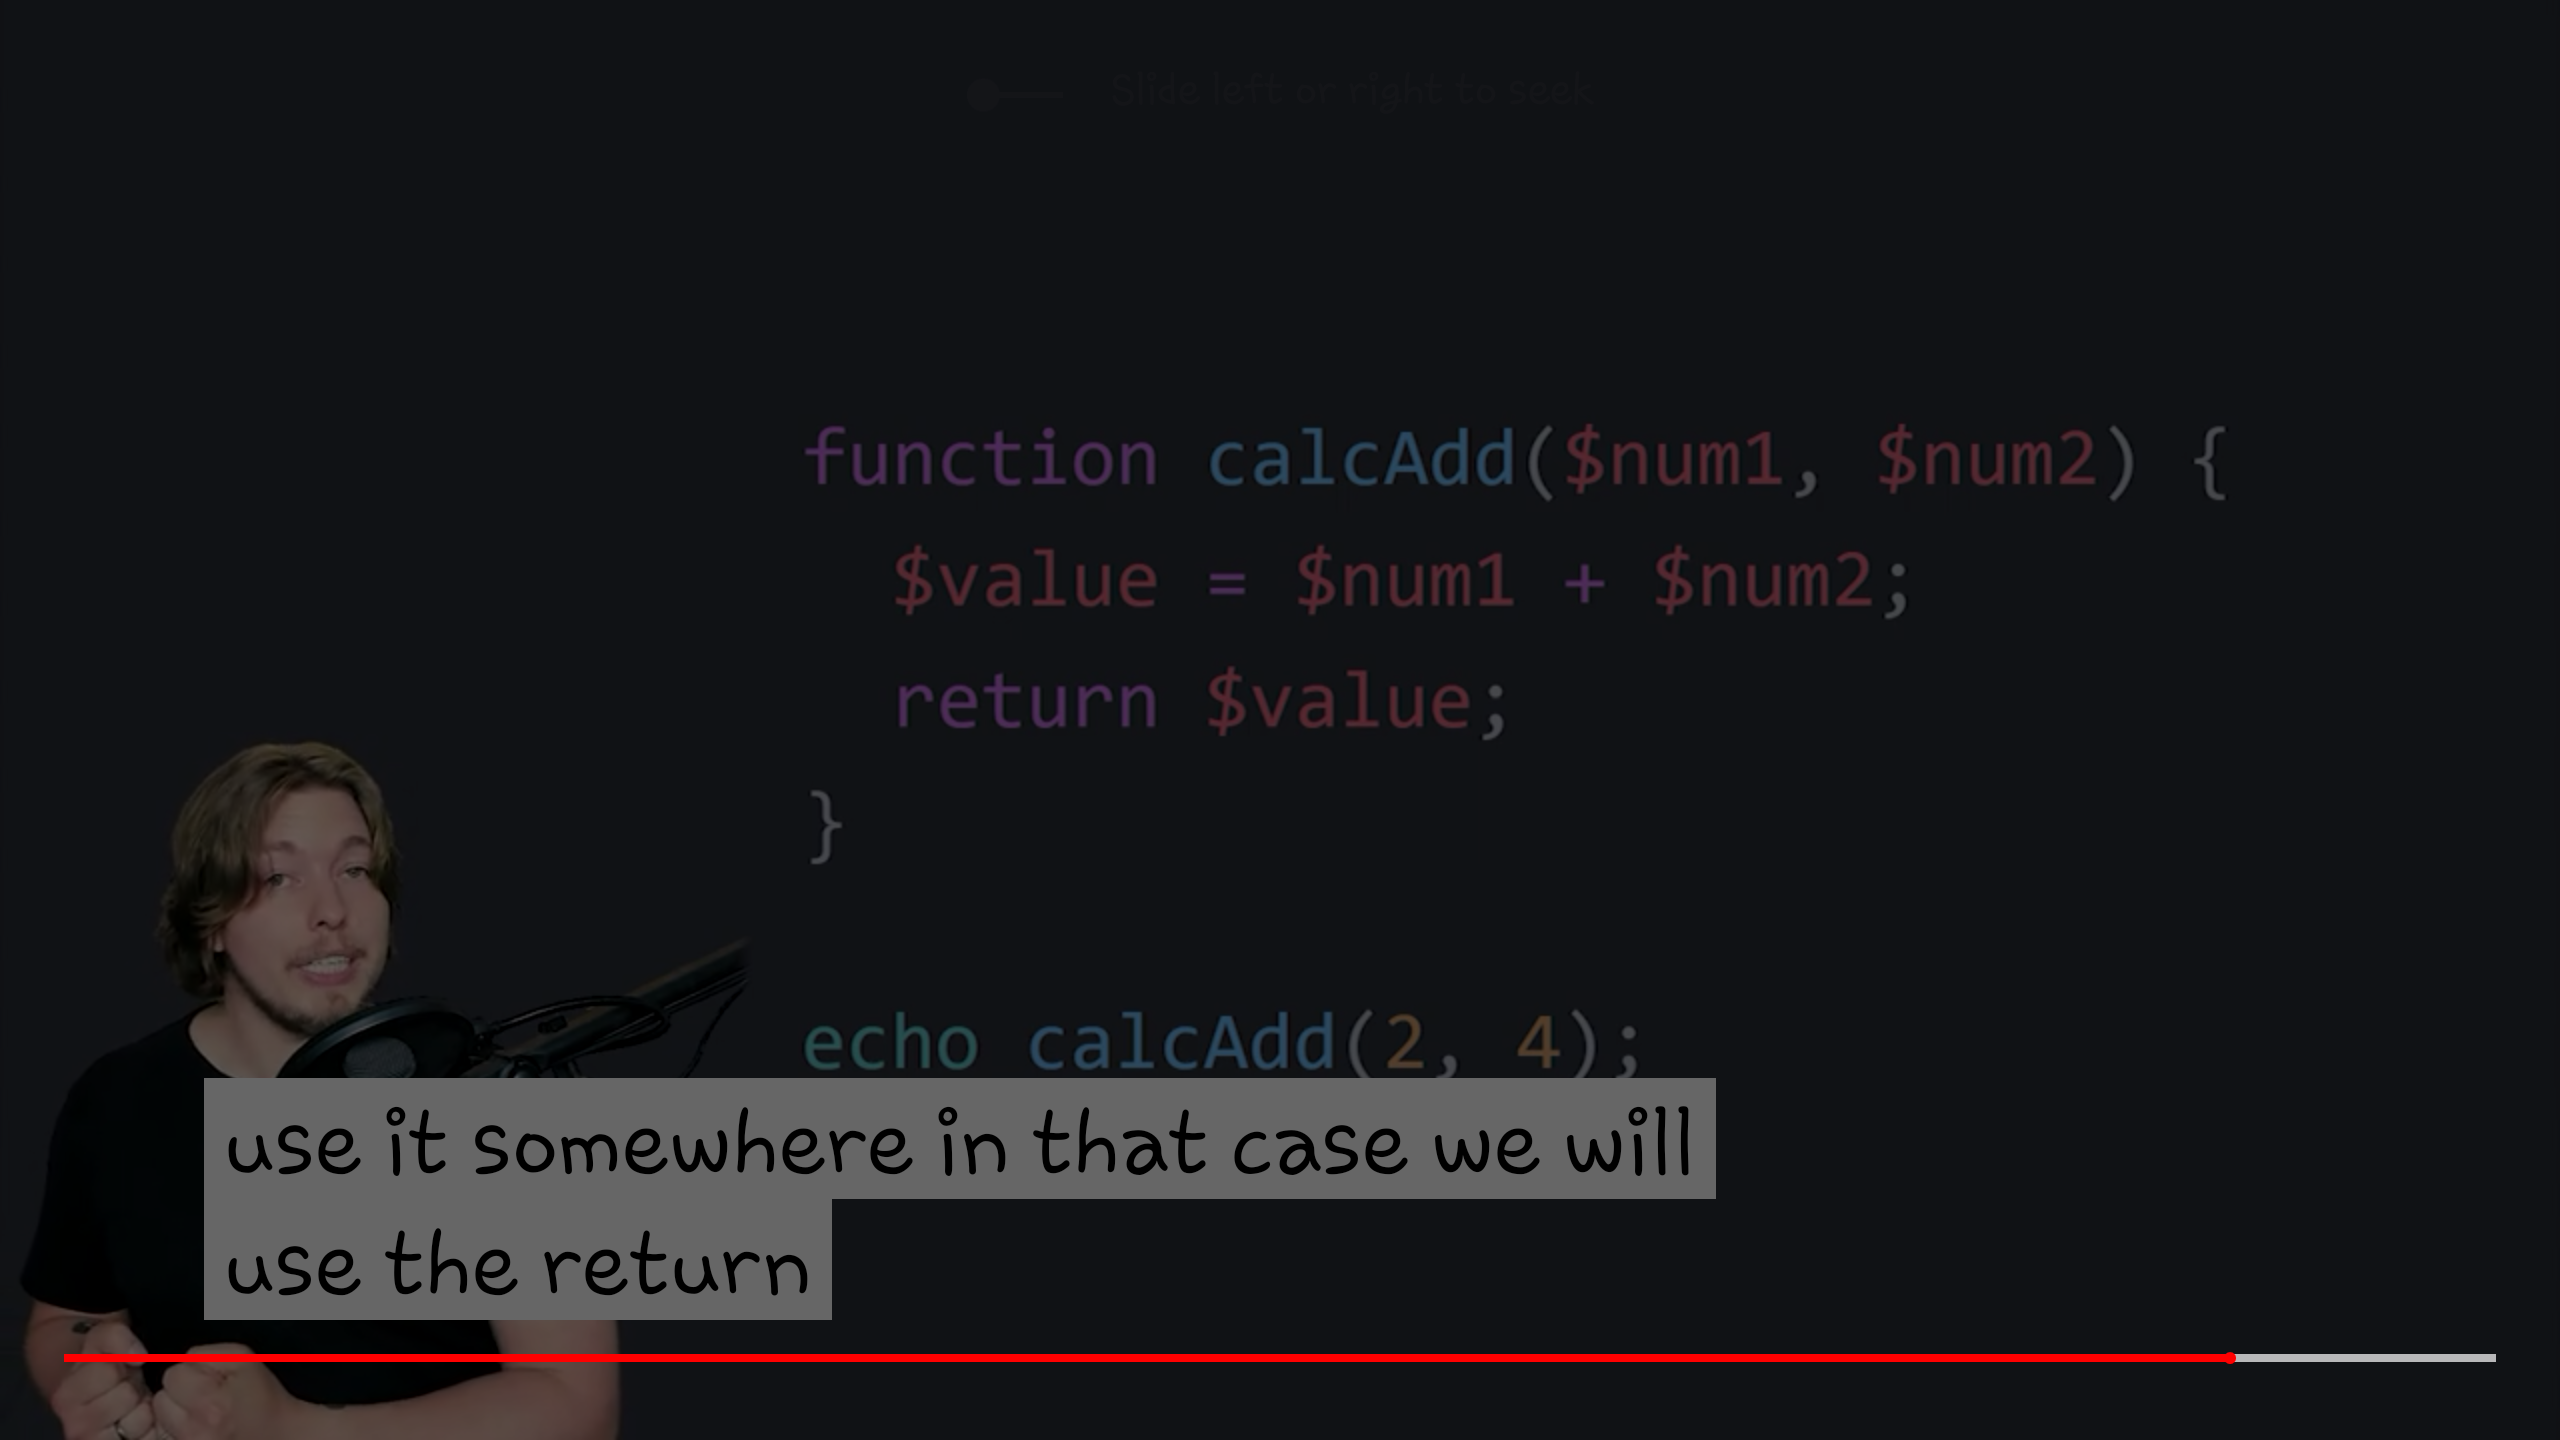 Slide left or right to seek
function calcAdd($num1, $num2) {
$value = $num1 + $num2;
return $value;
}
echo calcAdd(2, 4);
use it somewhere in that case we will
use the return